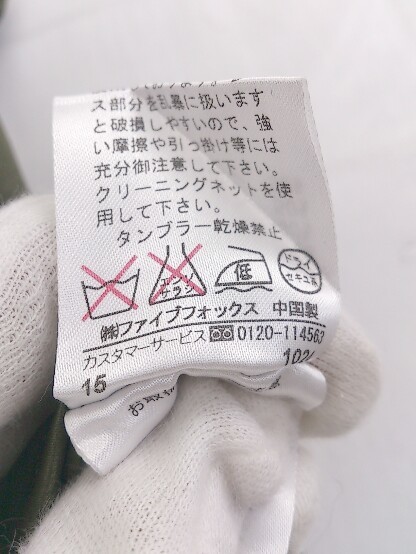 ス部分を乱暴に扱います
と破損しやすいので、強
い摩擦や引っ掛け等には
充分御注意して下さい。
クリーニングネットを使
用して下さい。
タンブラー乾燥禁止
エンソ
サラシ
低
ドライ
セキユ系
㈱ファイブフォックス 中国製
カスタマーサービス 0120-114563
15
お取扱